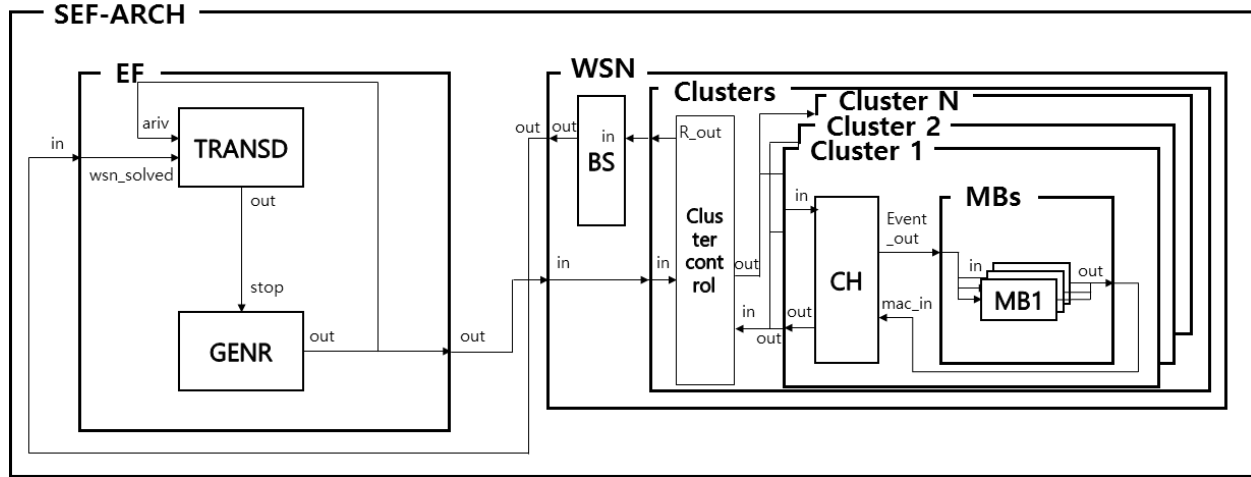 SEF-ARCH
EF
ariv
in
TRANSD
wsn_solved
out
stop
GENR
out
out
WSN
out
out
in
BS
in
Clusters
R_out
in
Clus
ter
cont
rol
out
in
Cluster N
Cluster 2
Cluster 1
in
CH
out
out
Event
_out
mac_in
MBs
in
MB1
out